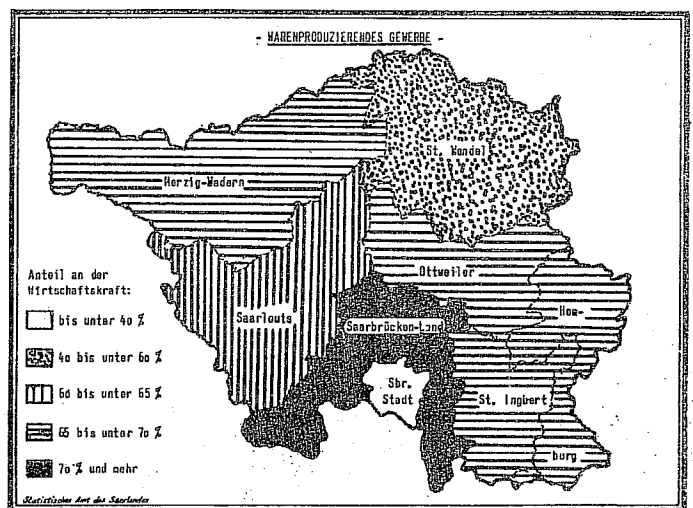 - WARENPRODUZIERENDES GEWERBE -
St. Wendel
Merzig-Wadern
Ottweiler
Hom-
Saarlouis
Saarbrücken-Land
Sbr.
Stadt
St. Ingbert
burg
Anteil an der
Wirtschaftskraft:
bis unter 40 %
40 bis unter 60 %
60 bis unter 65 %
65 bis unter 70 %
70 % und mehr
Statistisches Amt des Saarlandes